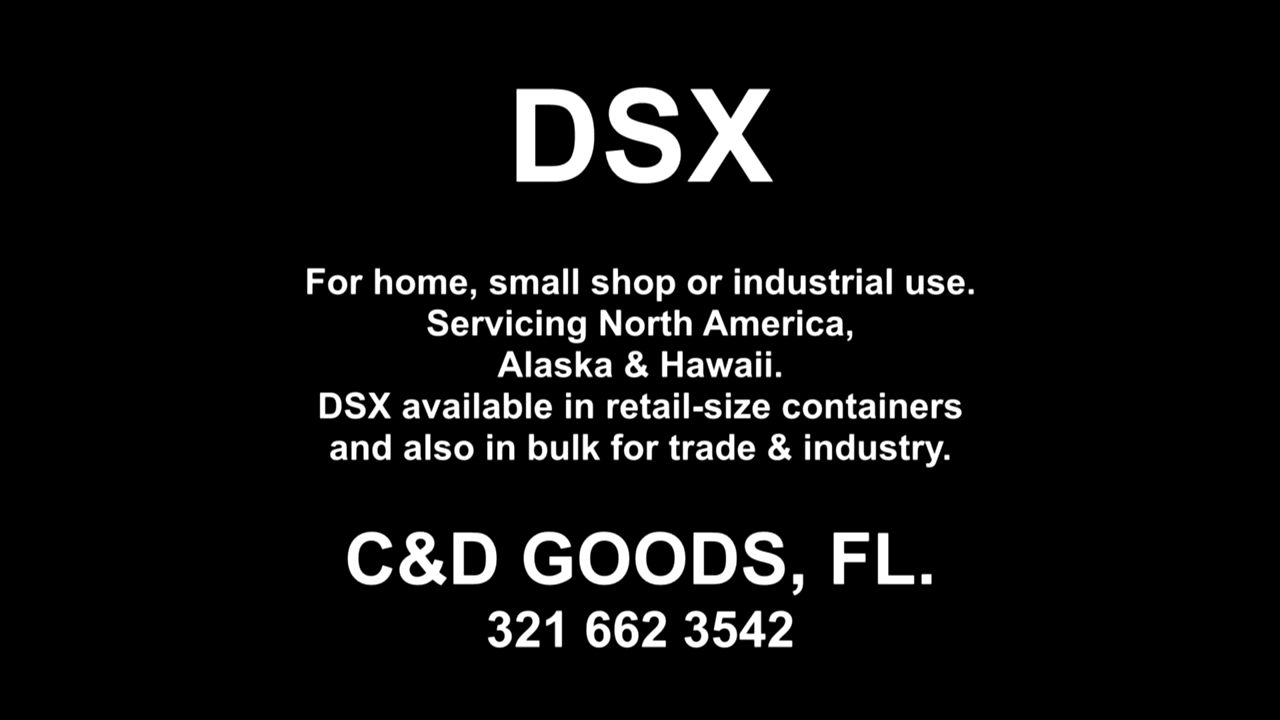 DSX
For home, small shop or industrial use.
Servicing North America,
Alaska & Hawaii.
DSX available in retail-size containers
and also in bulk for trade & industry.
C&D GOODS, FL.
321 662 3542